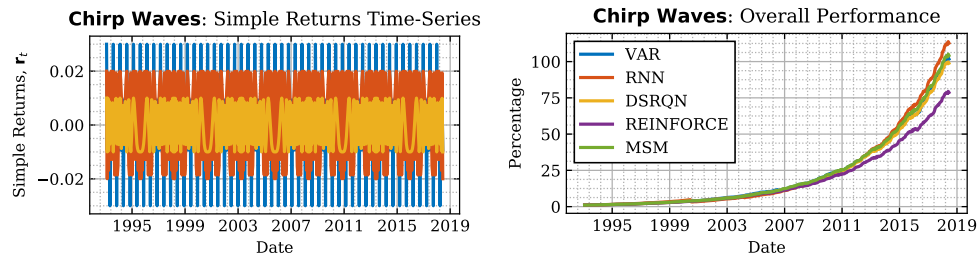 Chirp Waves: Simple Returns Time-Series
Simple Returns, rₜ
0.02
0.00
−0.02
1995 1999 2003 2007 2011 2015 2019
Date
Chirp Waves: Overall Performance
Percentage
100
75
50
25
0
VAR
RNN
DSRQN
REINFORCE
MSM
1995 1999 2003 2007 2011 2015 2019
Date